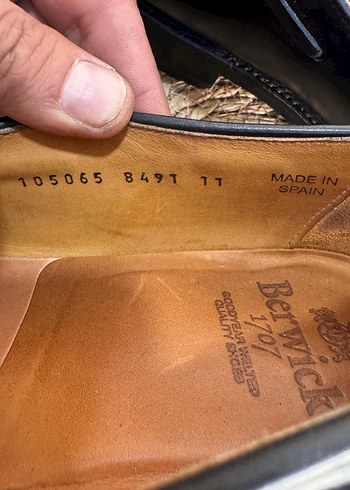 105065 8491 11
MADE IN
SPAIN
Berwick
1707
GOODYEAR WELTED
QUALITY SHOES